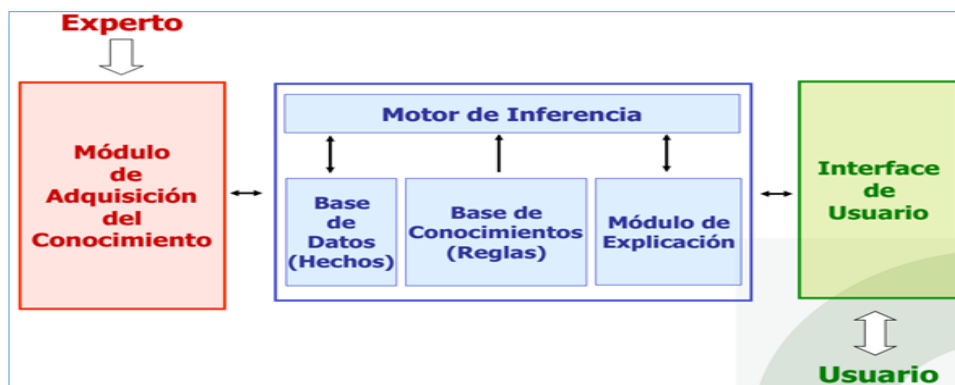 Experto
Módulo
de
Adquisición
del
Conocimiento
Motor de Inferencia
Base
de
Datos
(Hechos)
Base de
Conocimientos
(Reglas)
Módulo de
Explicación
Interface
de
Usuario
Usuario